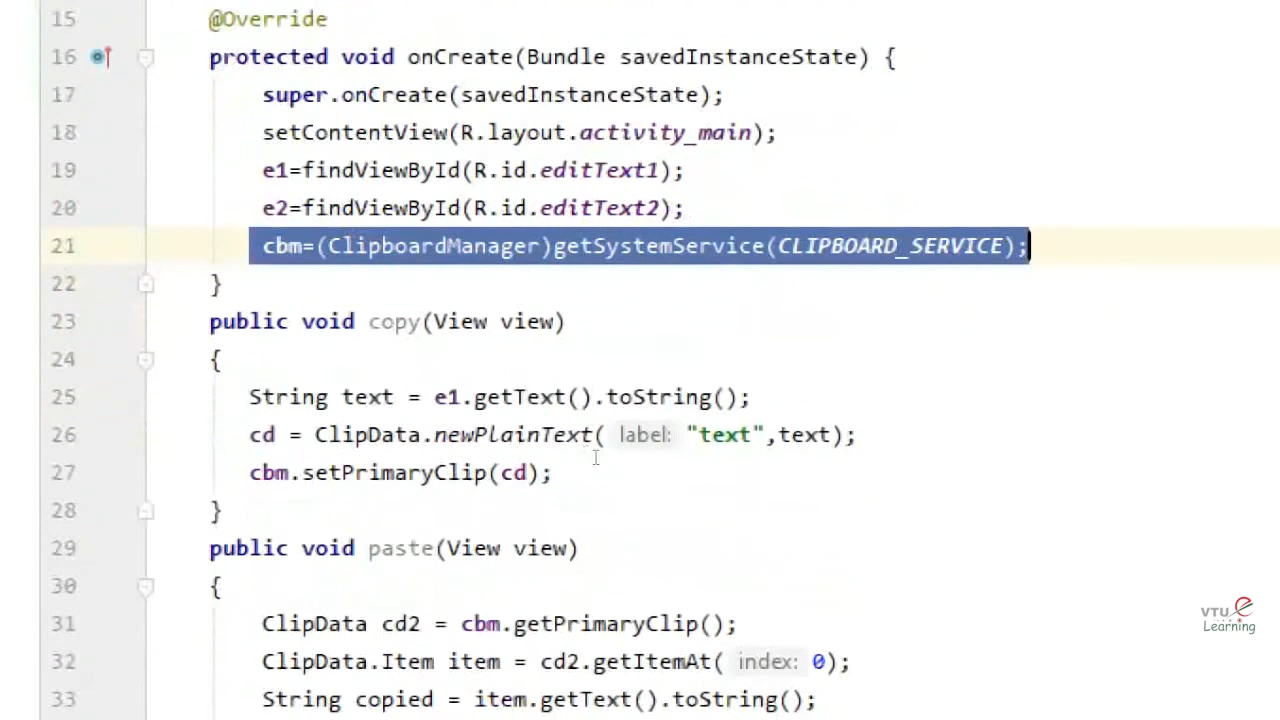 15 @Override
16 protected void onCreate(Bundle savedInstanceState) {
17 super.onCreate(savedInstanceState);
18 setContentView(R.layout.activity_main);
19 e1=findViewById(R.id.editText1);
20 e2=findViewById(R.id.editText2);
21 cbm=(ClipboardManager)getSystemService(CLIPBOARD_SERVICE);
22 }
23 public void copy(View view)
24 {
25 String text = e1.getText().toString();
26 cd = ClipData.newPlainText( label: "text",text);
27 cbm.setPrimaryClip(cd);
28 }
29 public void paste(View view)
30 {
31 ClipData cd2 = cbm.getPrimaryClip();
32 ClipData.Item item = cd2.getItemAt( index: 0);
33 String copied = item.getText().toString();
VTU e
Learning